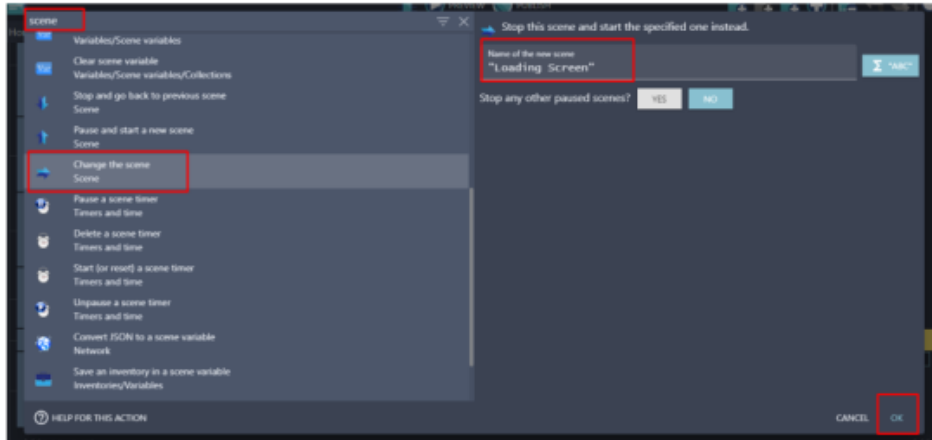 PREVIEW
PUBLISH
scene
Variables/Scene variables
Clear scene variable
Variables/Scene variables/Collections
Stop and go back to previous scene
Scene
Pause and start a new scene
Scene
Change the scene
Scene
Pause a scene timer
Timers and time
Delete a scene timer
Timers and time
Start (or reset) a scene timer
Timers and time
Unpause a scene timer
Timers and time
Convert JSON to a scene variable
Network
Save an inventory in a scene variable
Inventories/Variables
HELP FOR THIS ACTION
Stop this scene and start the specified one instead.
Name of the new scene
"Loading Screen"
Σ "ABC"
Stop any other paused scenes?
YES
NO
CANCEL
OK